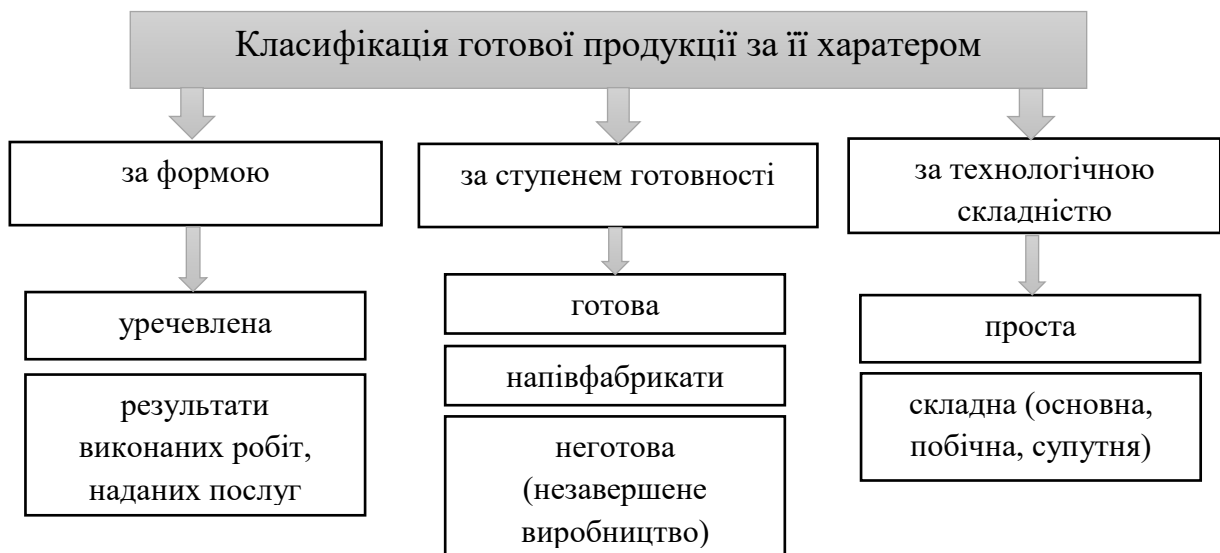 Класифікація готової продукції за її харатером
за формою
уречевлена
результати
виконаних робіт,
наданих послуг
за ступенем готовності
готова
напівфабрикати
неготова
(незавершене
виробництво)
за технологічною
складністю
проста
складна (основна,
побічна, супутня)